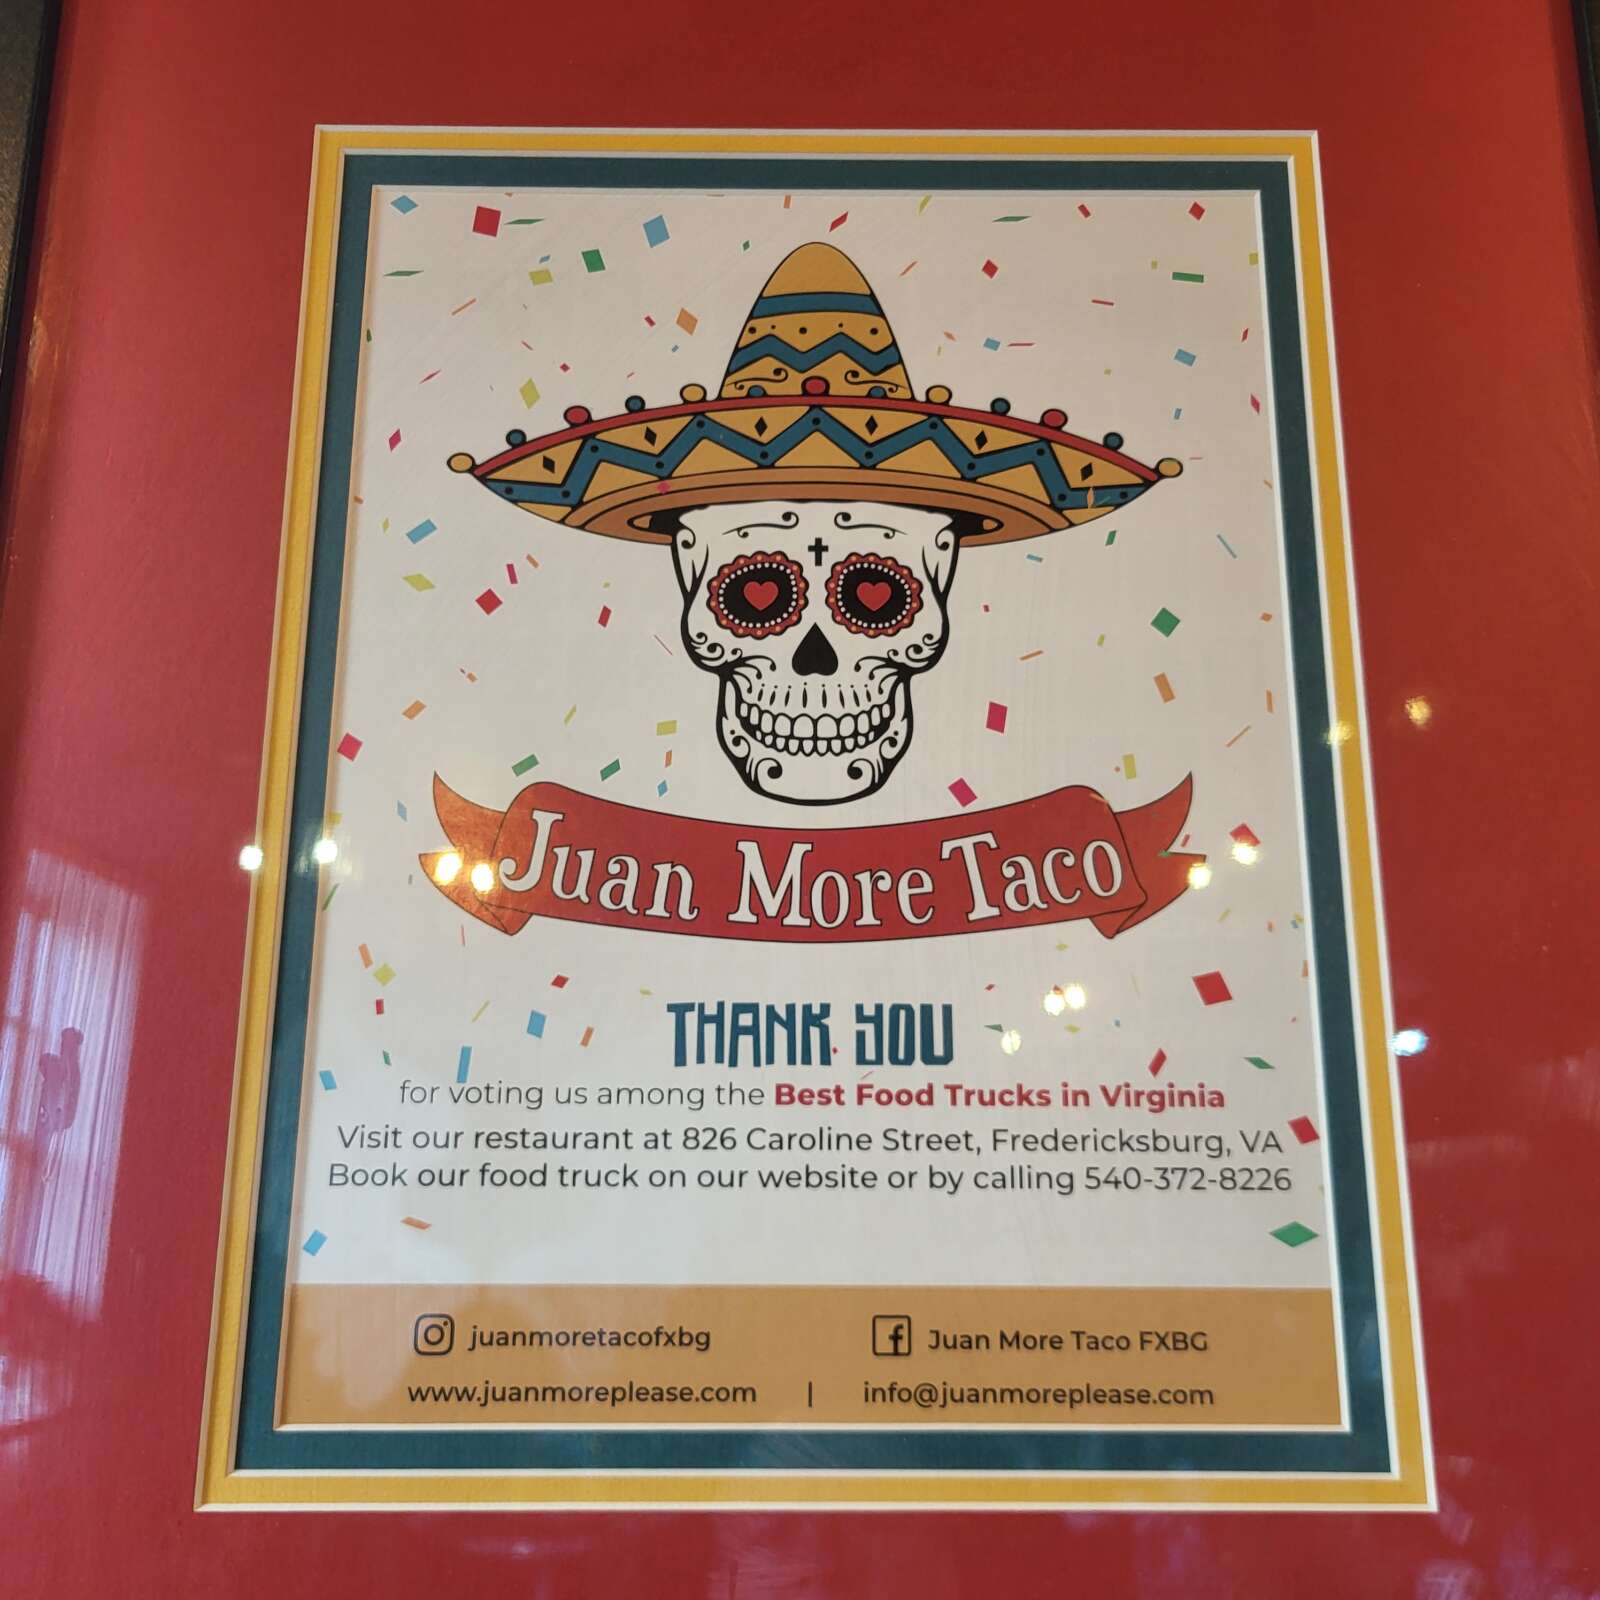 Juan More Taco
THANK YOU
for voting us among the Best Food Trucks in Virginia
Visit our restaurant at 826 Caroline Street, Fredericksburg, VA
Book our food truck on our website or by calling 540-372-8226
juanmoretacofxbg
Juan More Taco FXBG
www.juanmoreplease.com | info@juanmoreplease.com